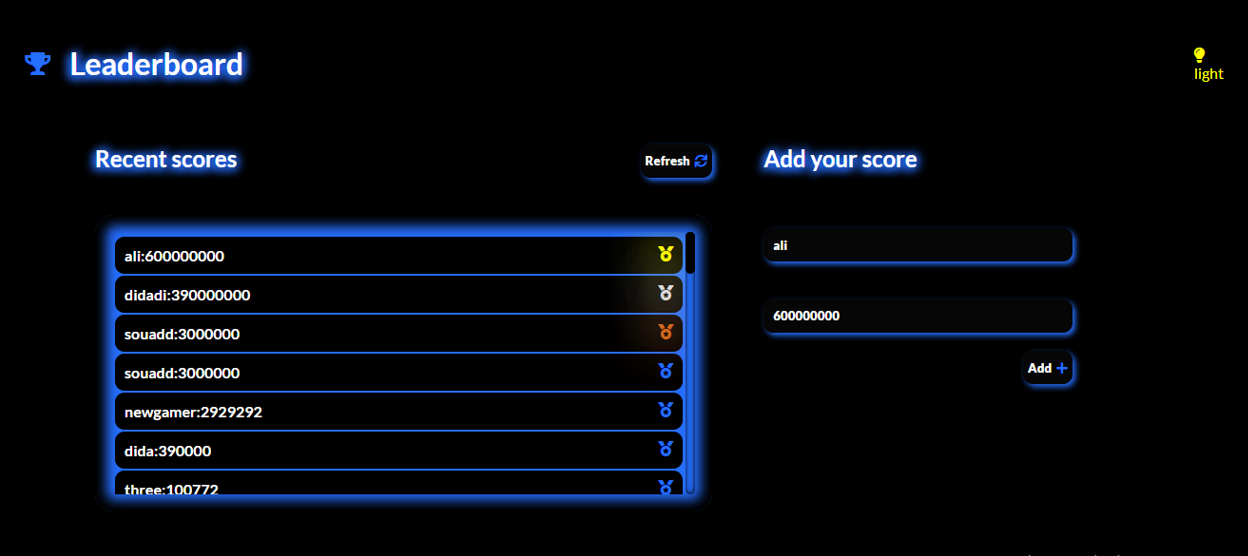 Leaderboard
light
Recent scores
Refresh
Add your score
ali:600000000
didadi:390000000
souadd:3000000
souadd:3000000
newgamer:2929292
dida:390000
three:100772
ali
600000000
Add